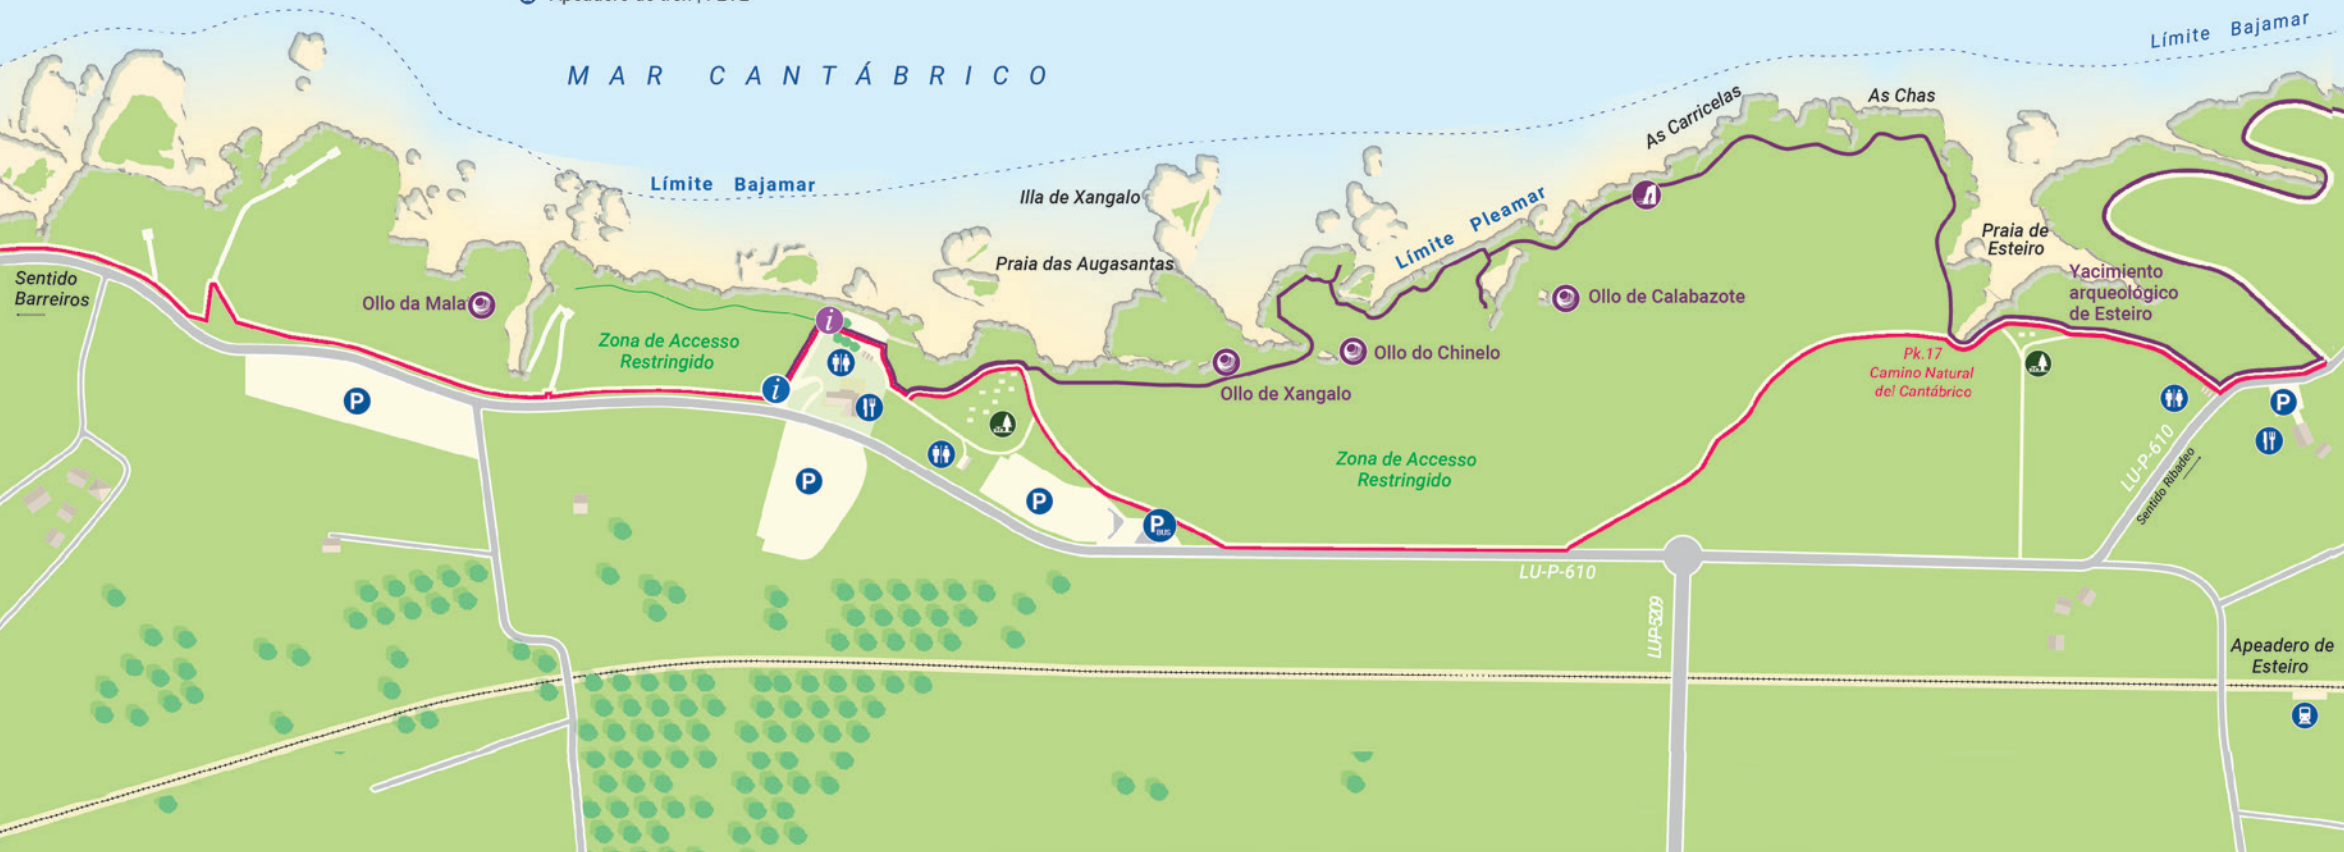 MAR CANTÁBRICO
Límite Bajamar
Límite Bajamar
As Chas
As Carricelas
Illa de Xangalo
Límite Pleamar
Praia de
Esteiro
Praia das Augasantas
Sentido
Barreiros
Ollo da Mala
Yacimiento
arqueológico
de Esteiro
Ollo de Calabazote
Zona de Acceso
Restringido
i
Ollo do Chinelo
Pk.17
Camino Natural
del Cantábrico
Ollo de Xangalo
i
P
P
Zona de Acceso
Restringido
LU-P-610
Sentido Ribadeo
P
P
P
BUS
LU-P-610
LU-P-5209
Apeadero de
Esteiro